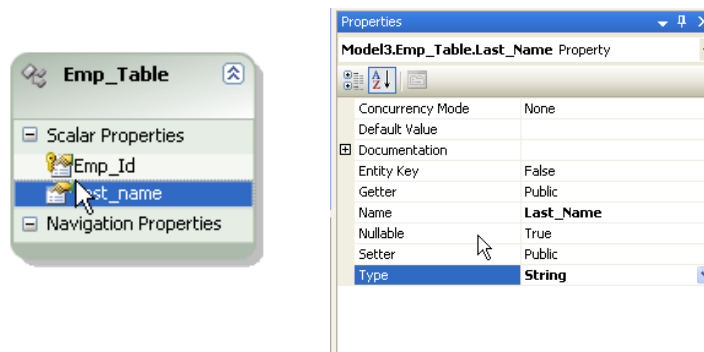 Emp_Table
Scalar Properties
Emp_Id
Navigation Properties
Properties
Model3.Emp_Table.Last_Name Property
Concurrency Mode None
Default Value
Documentation
Entity Key False
Getter Public
Name Last_Name
Nullable True
Setter Public
Type String